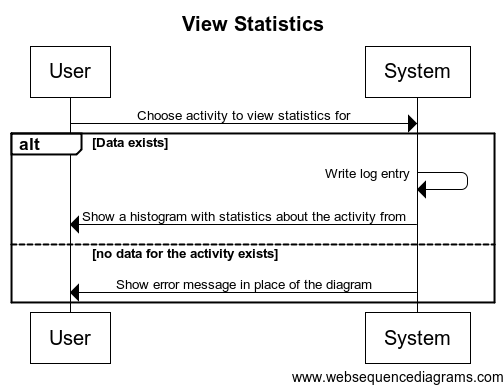 View Statistics
User
System
Choose activity to view statistics for
alt
[Data exists]
Write log entry
Show a histogram with statistics about the activity from
[no data for the activity exists]
Show error message in place of the diagram
User
System
www.websequencediagrams.com